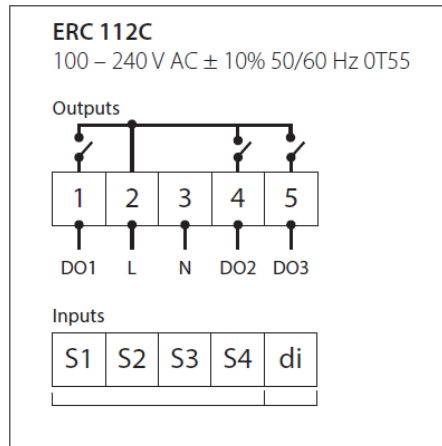 ERC 112C
100 – 240 V AC ± 10% 50/60 Hz 0T55
Outputs
1 2 3 4 5
DO1 L N DO2 DO3
Inputs
S1 S2 S3 S4 di